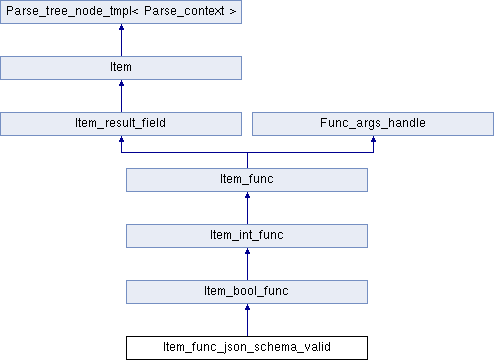 Parse_tree_node_tmpl< Parse_context >
Item
Item_result_field
Func_args_handle
Item_func
Item_int_func
Item_bool_func
Item_func_json_schema_valid